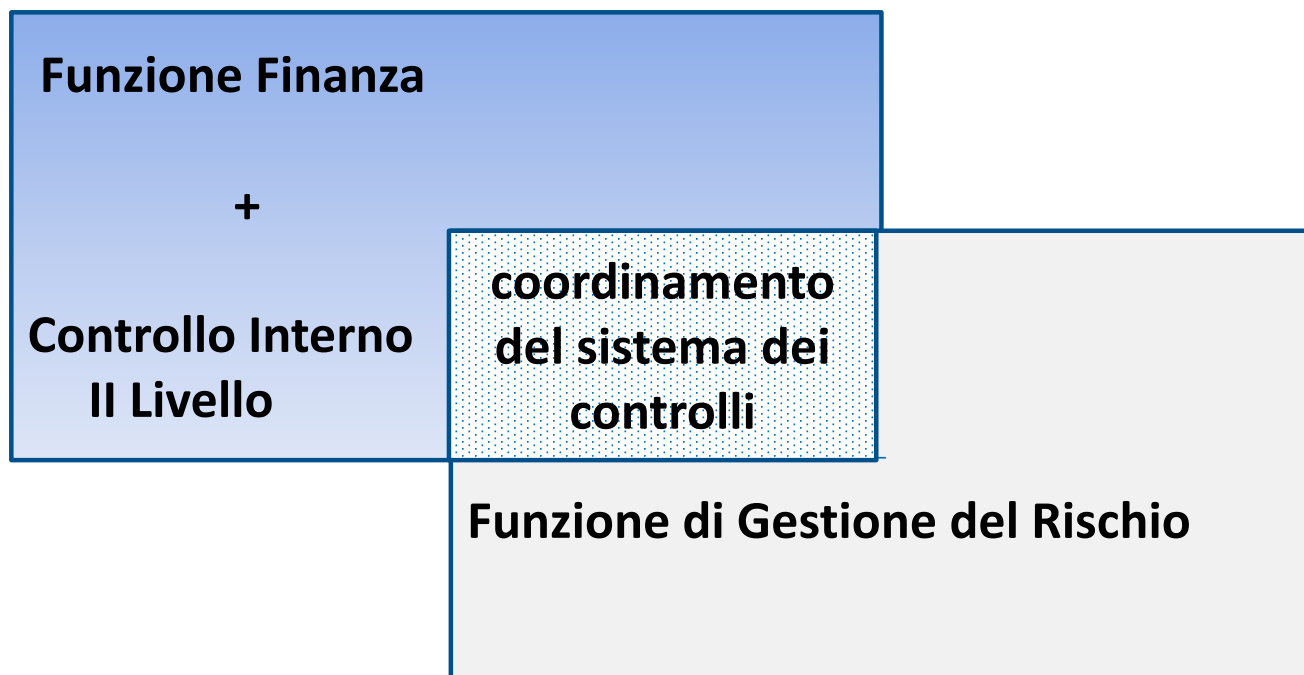 Funzione Finanza
+
Controllo Interno
II Livello
coordinamento
del sistema dei
controlli
Funzione di Gestione del Rischio